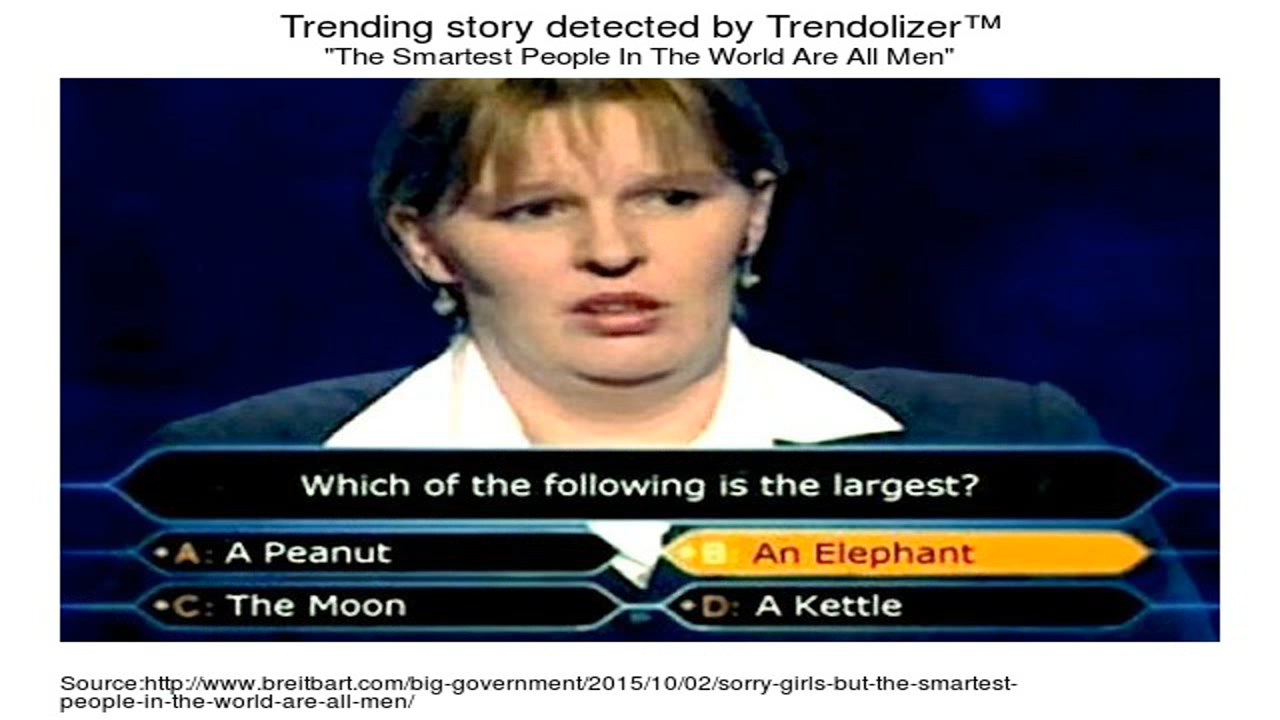 Trending story detected by Trendolizer™
"The Smartest People In The World Are All Men"
Which of the following is the largest?
A: A Peanut
B: An Elephant
C: The Moon
D: A Kettle
Source:http://www.breitbart.com/big-government/2015/10/02/sorry-girls-but-the-smartest-
people-in-the-world-are-all-men/